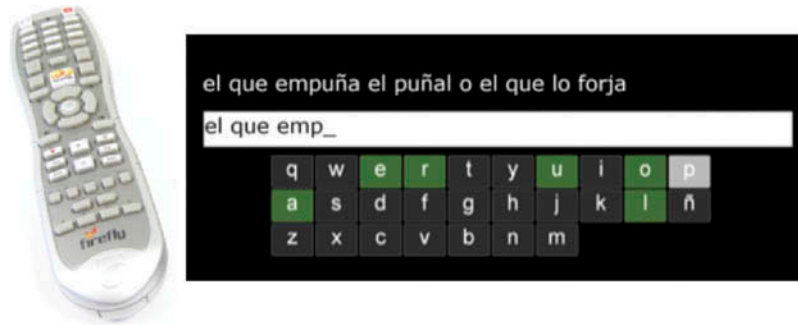 el que empuña el puñal o el que lo forja
el que emp_
q w e r t y u i o p
a s d f g h j k l ñ
z x c v b n m
firefly